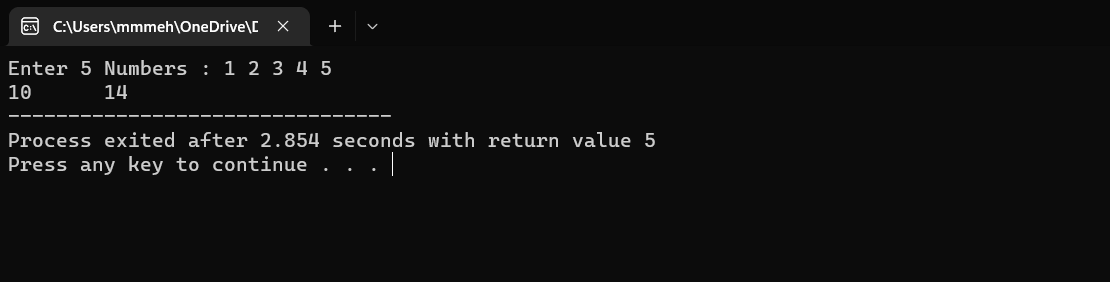 C:\Users\mmmeh\OneDrive\D
Enter 5 Numbers : 1 2 3 4 5
10      14
--------------------------------
Process exited after 2.854 seconds with return value 5
Press any key to continue . . .